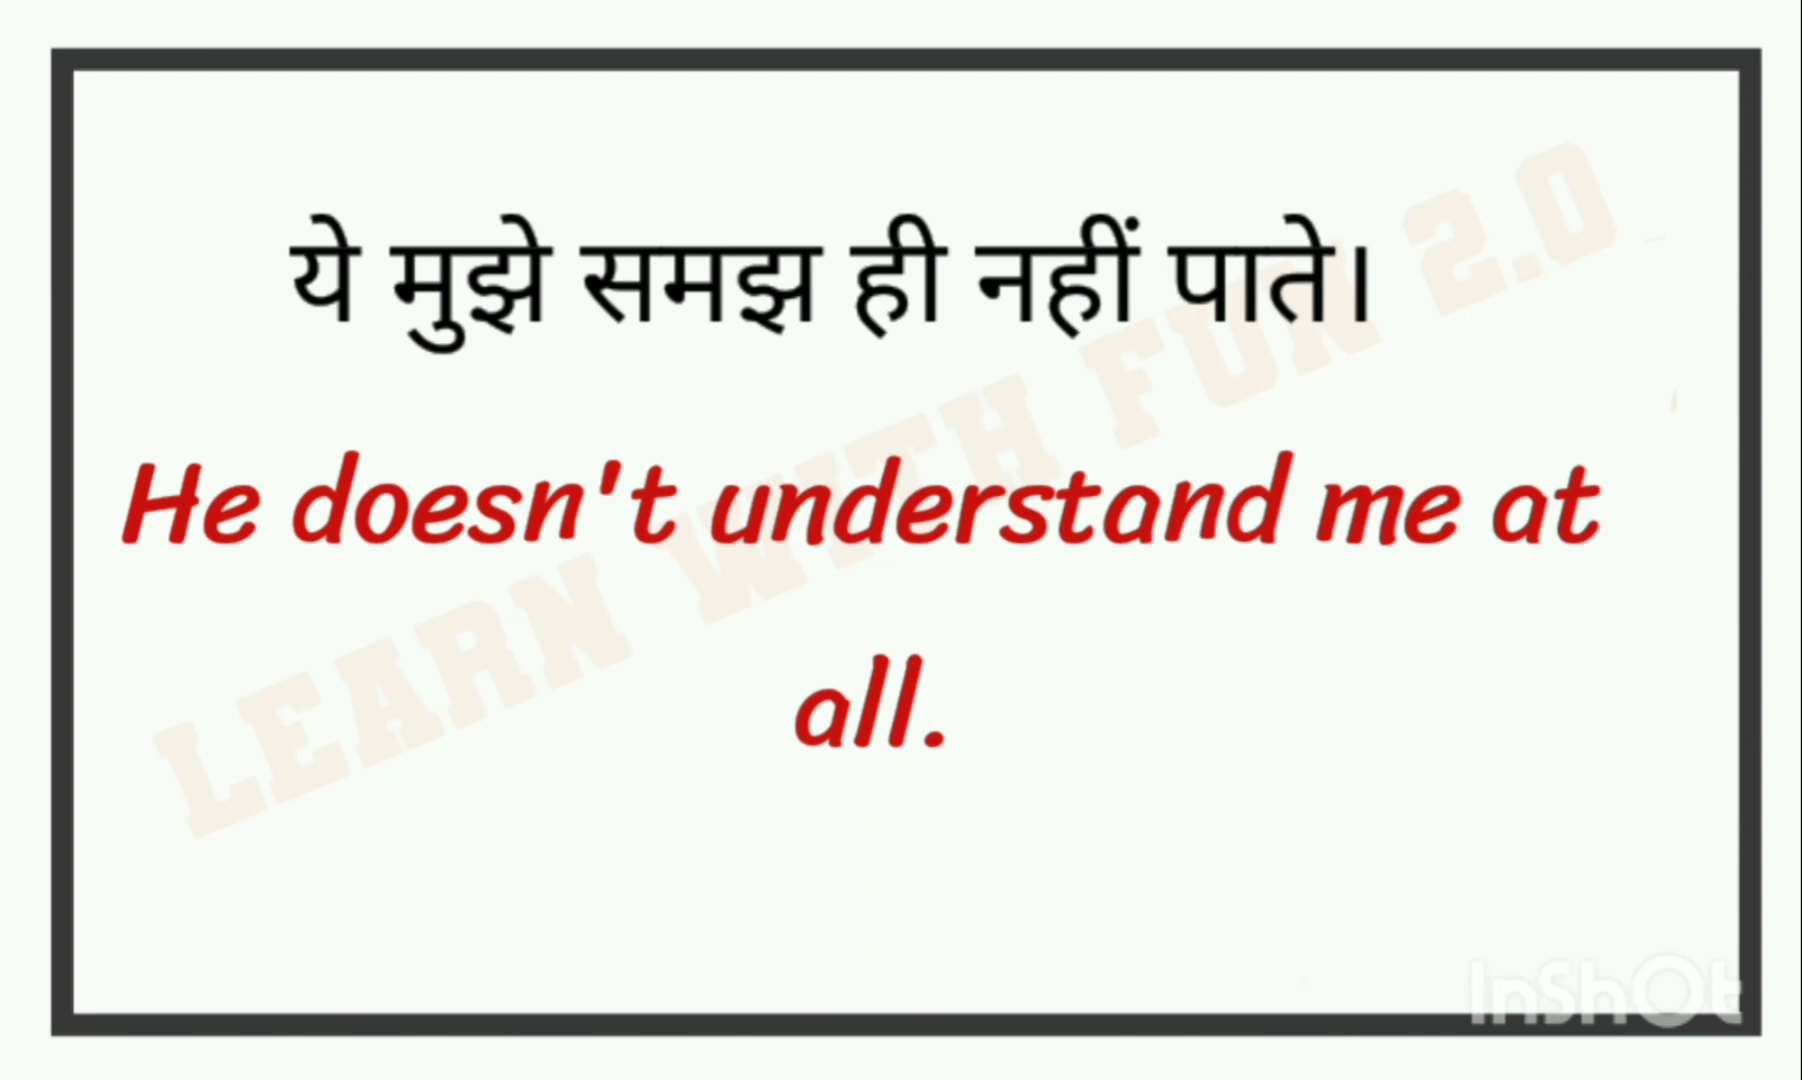 ये मुझे समझ ही नहीं पाते।
He doesn't understand me at
all.
LEARN WITH FUN 2.0
InShOt